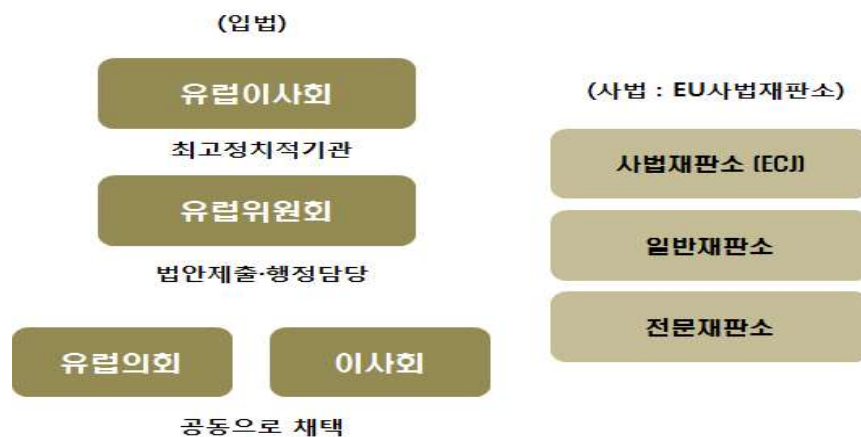 (입법)
유럽이사회
최고정치적기관
유럽위원회
법안제출·행정담당
유럽의회
이사회
공동으로 채택
(사법 : EU사법재판소)
사법재판소 (ECJ)
일반재판소
전문재판소